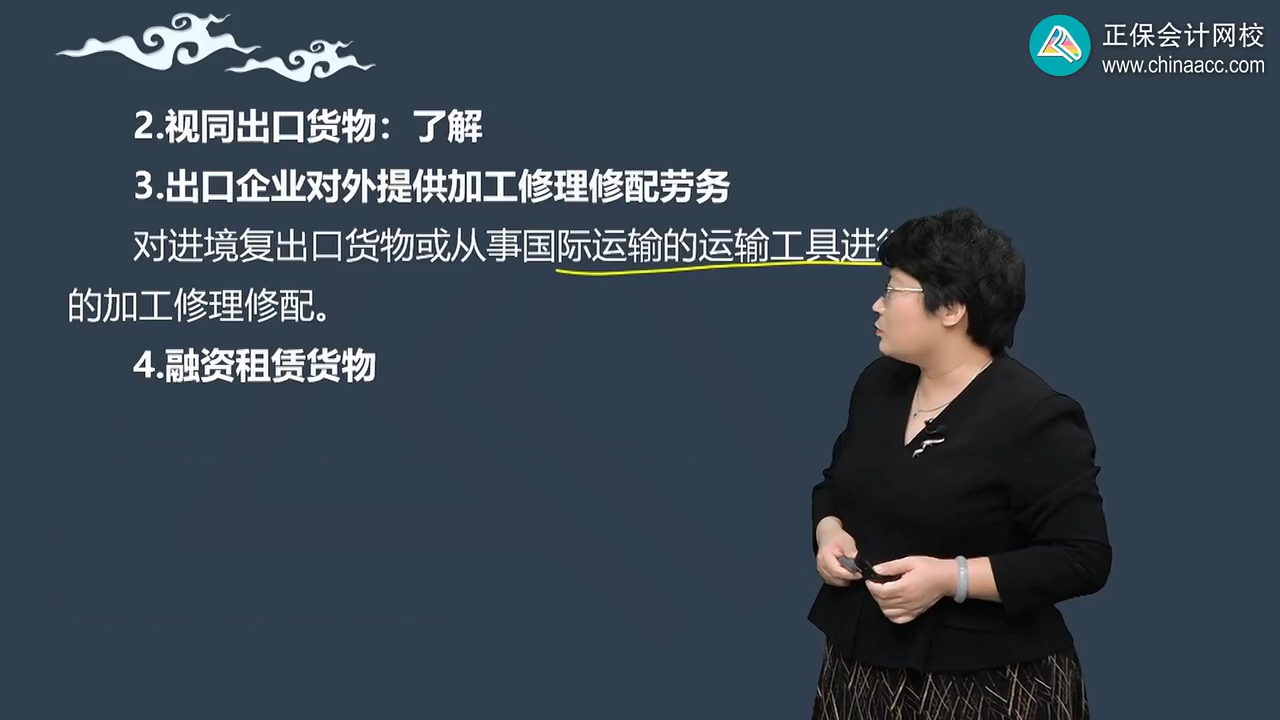 正保会计网校
www.chinaacc.com
2.视同出口货物：了解
3.出口企业对外提供加工修理修配劳务
对进境复出口货物或从事国际运输的运输工具进
的加工修理修配。
4.融资租赁货物